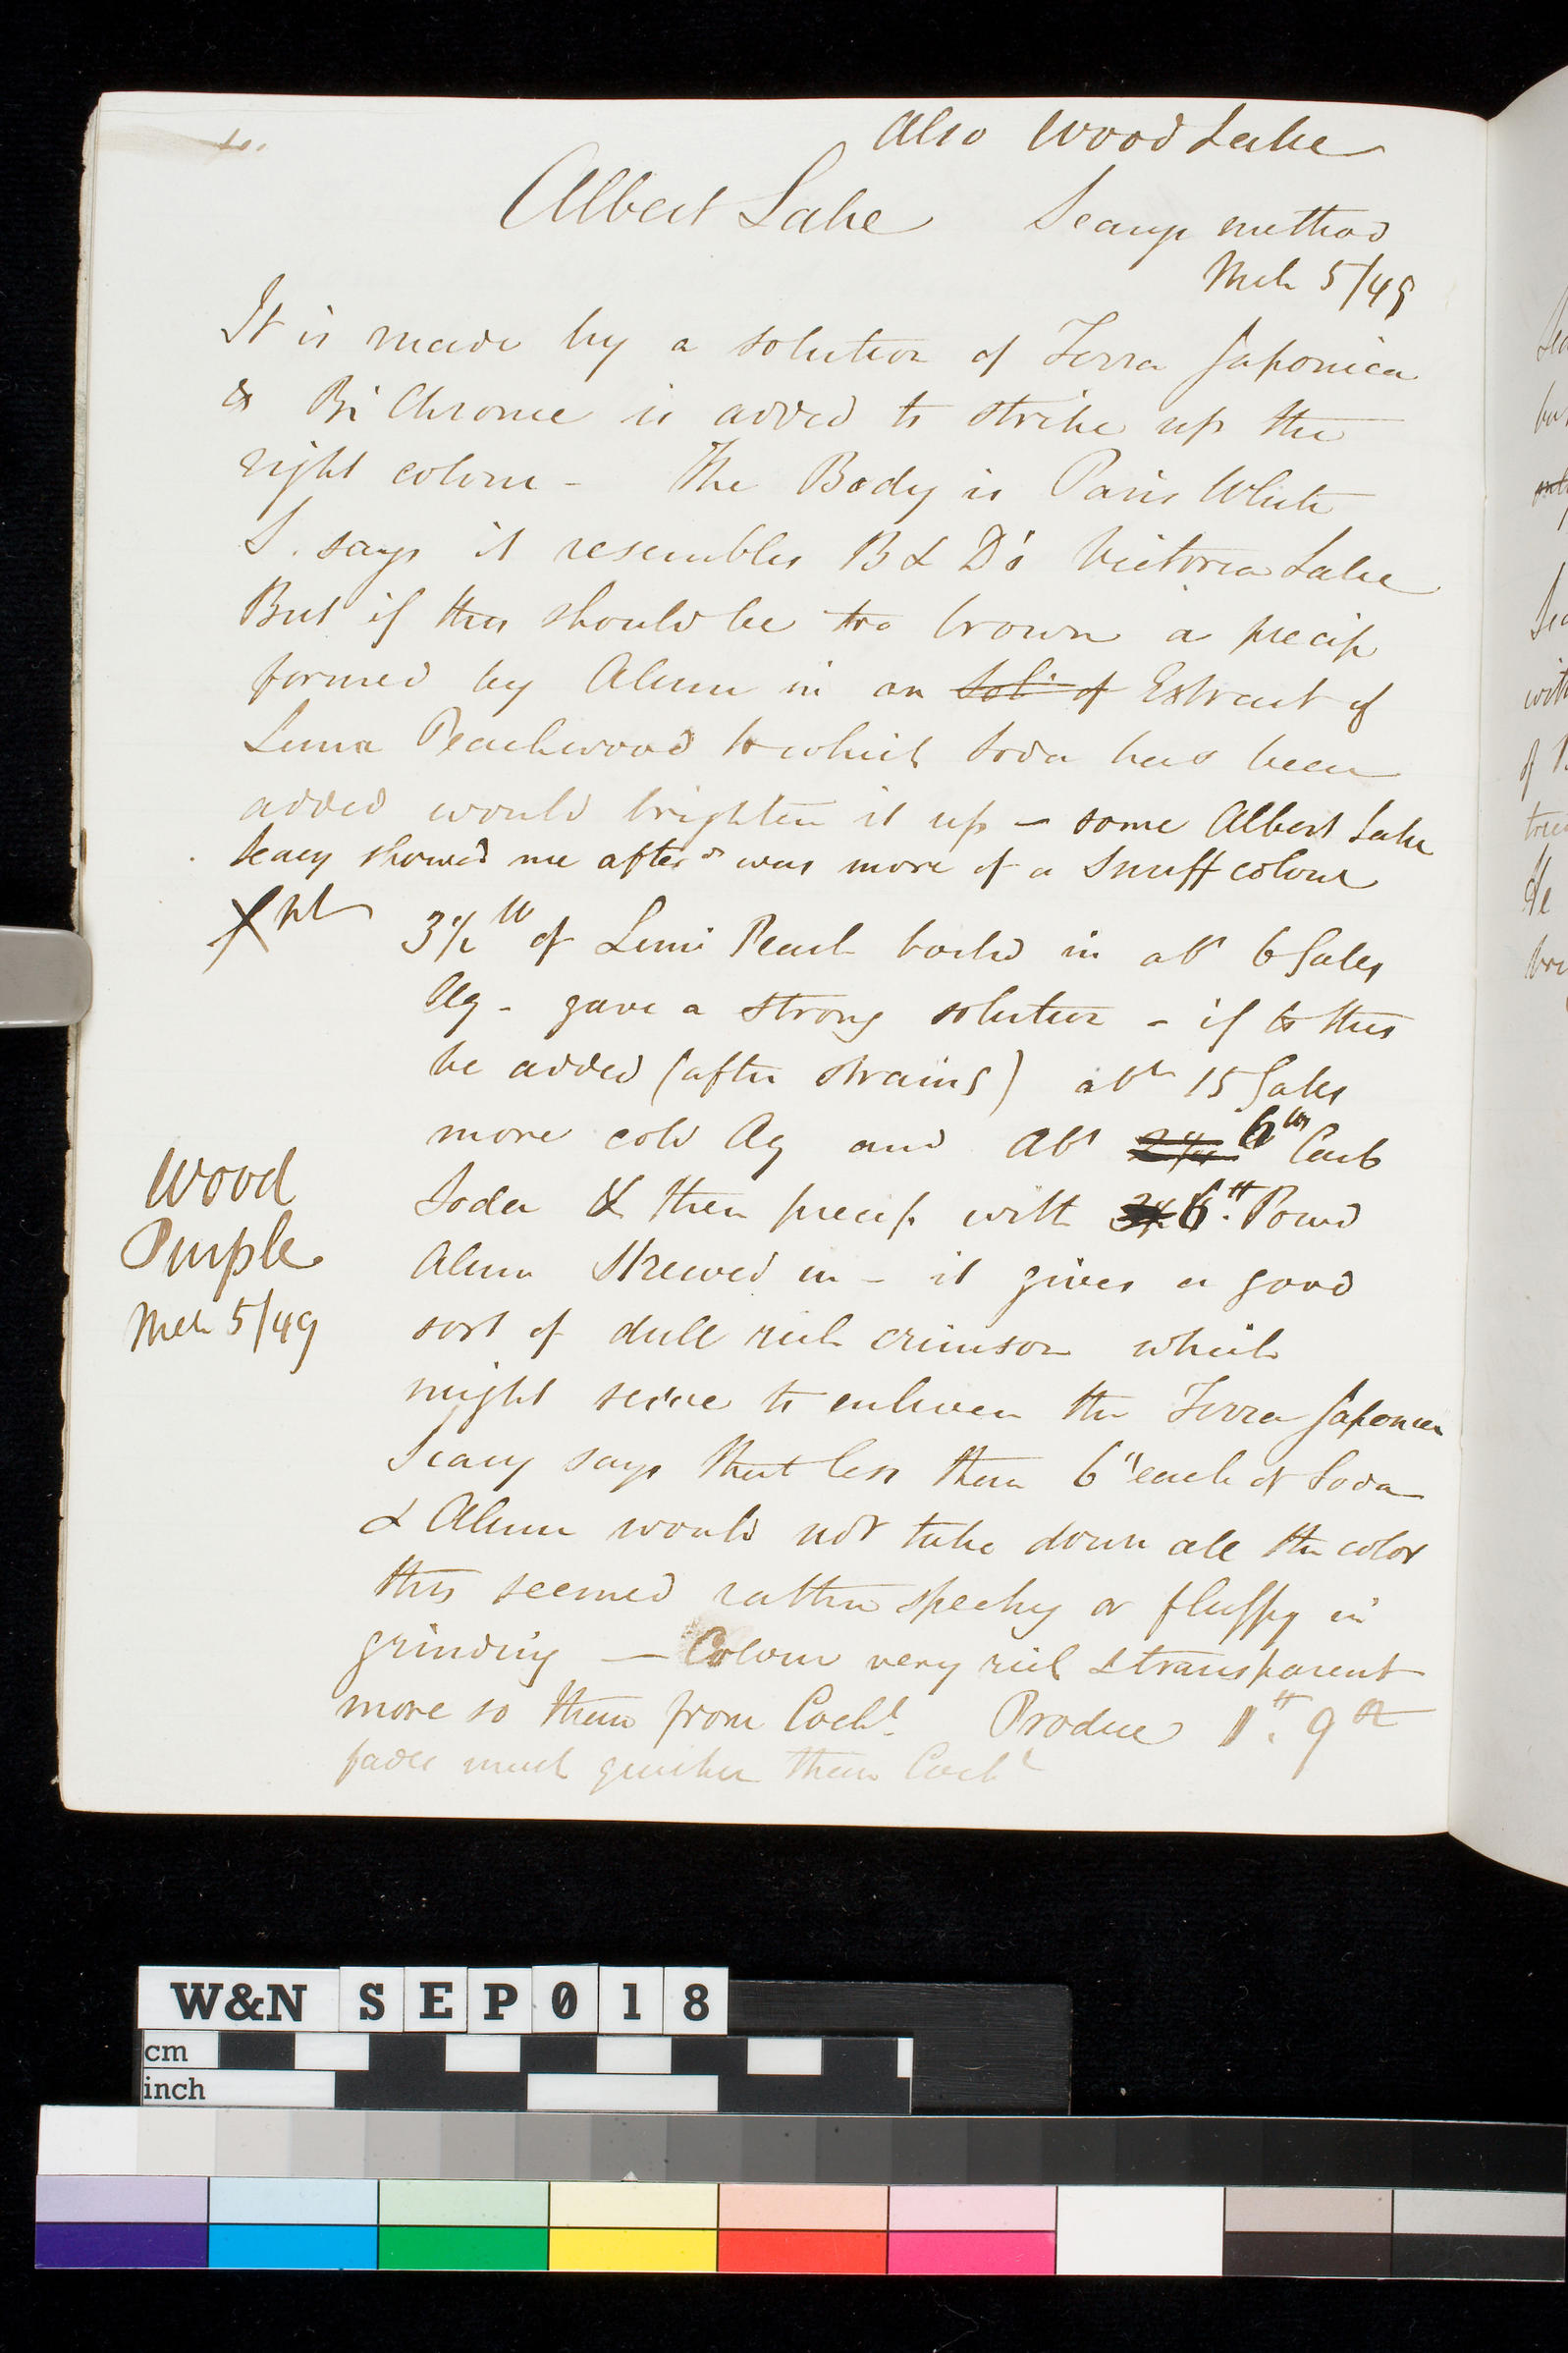 10.
Also Wood Lake
Albert Lake Searys method
Mch 5/49
It is made by a solution of Terra Japonica
& Bi Chrome is added to strike up the
right colour - The Body is Paris White
S. says it resembles B & D's Victoria Lake
But if this should be too brown a precip
formed by Alum in an Sol.n of Extract of
Lima Peachwood to which Soda has been
added would brighten it up - some Albert Lake
Seary showed me after ds was more of a Snuff colour
3 1/2 lb of Lima Peach boiled in abt 6 Galls
Aq - gave a strong solution - if to this
be added (after straing) abt 15 Galls
more cold Aq and Abt 6 lbs Carb
Wood
Purple
Mch 5/49
Soda & then precip. with 6 lb. Powd
Alum Strewed in - it gives a good
sort of dull rich crimson which
might serve to enliven the Terra Japonica
Seary says that less than 6 lb each of Soda
& Alum would not take down all the color
this seemed rather specky or fluffy in
grinding - Colour very rich & transparent
more so than from Cochl. Produce 1 lb. 9 oz
fades much quicker than Cochl
W&N SEP018
cm
inch